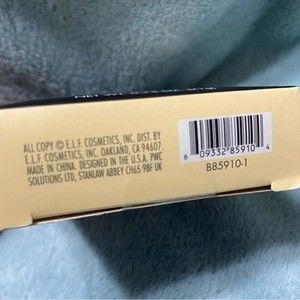 ALL COPY © E.L.F. COSMETICS, INC. DIST. BY
E.L.F. COSMETICS, INC. OAKLAND, CA 94607.
MADE IN CHINA. DESIGNED IN THE U.S.A. PWC
SOLUTIONS LTD, STANLAW ABBEY CH65 9BF UK
6 09332 85910 4
B85910-1